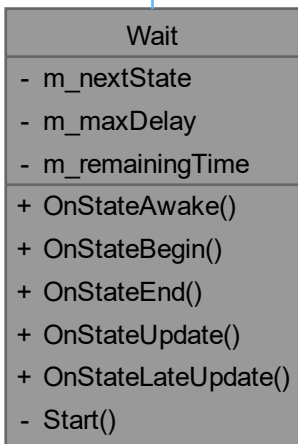 Wait
- m_nextState
- m_maxDelay
- m_remainingTime
+ OnStateAwake()
+ OnStateBegin()
+ OnStateEnd()
+ OnStateUpdate()
+ OnStateLateUpdate()
- Start()